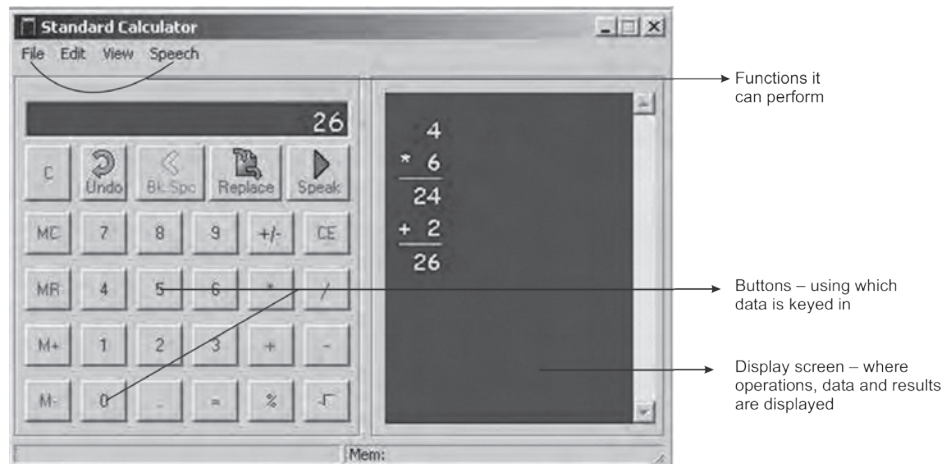 Standard Calculator
File Edit View Speech
26
C Undo Bk.Spc Replace Speak
MC 7 8 9 +/- CE
MR 4 5 6 * /
M+ 1 2 3 + -
M- 0 . = % √
4
* 6
24
+ 2
26
Mem:
Functions it
can perform
Buttons – using which
data is keyed in
Display screen – where
operations, data and results
are displayed